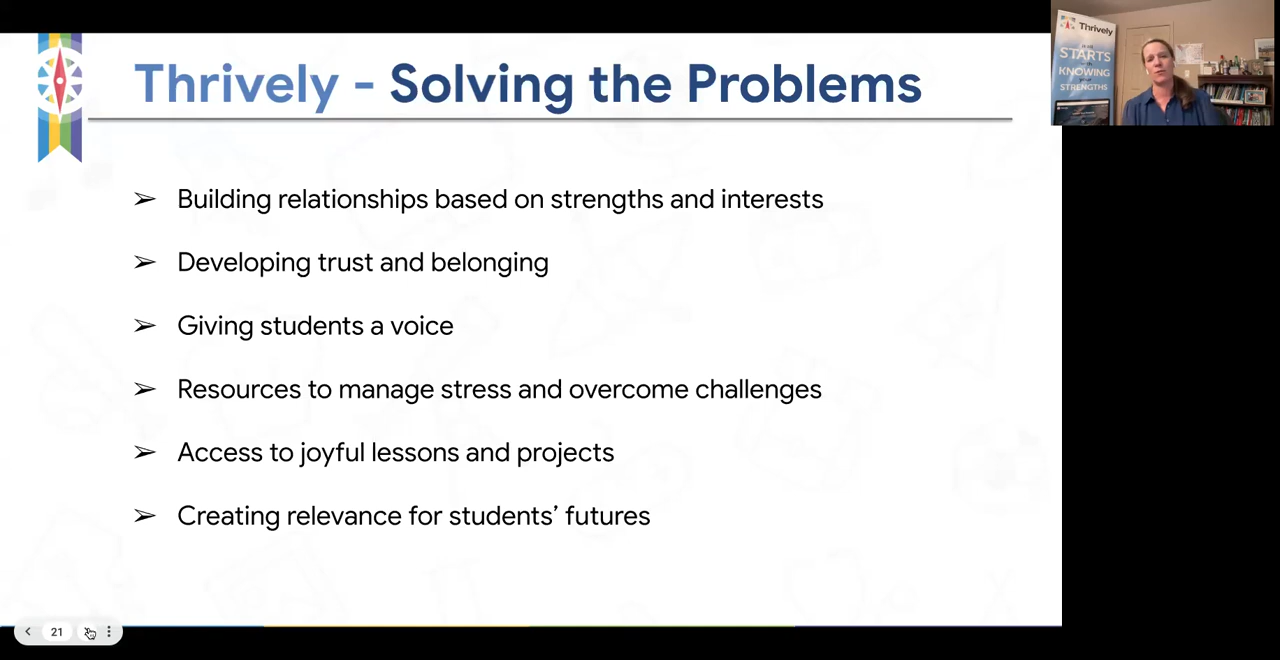 Thrively - Solving the Problems
➢ Building relationships based on strengths and interests
➢ Developing trust and belonging
➢ Giving students a voice
➢ Resources to manage stress and overcome challenges
➢ Access to joyful lessons and projects
➢ Creating relevance for students’ futures
21
Thrively
STARTS
KNOWING
STRENGTHS